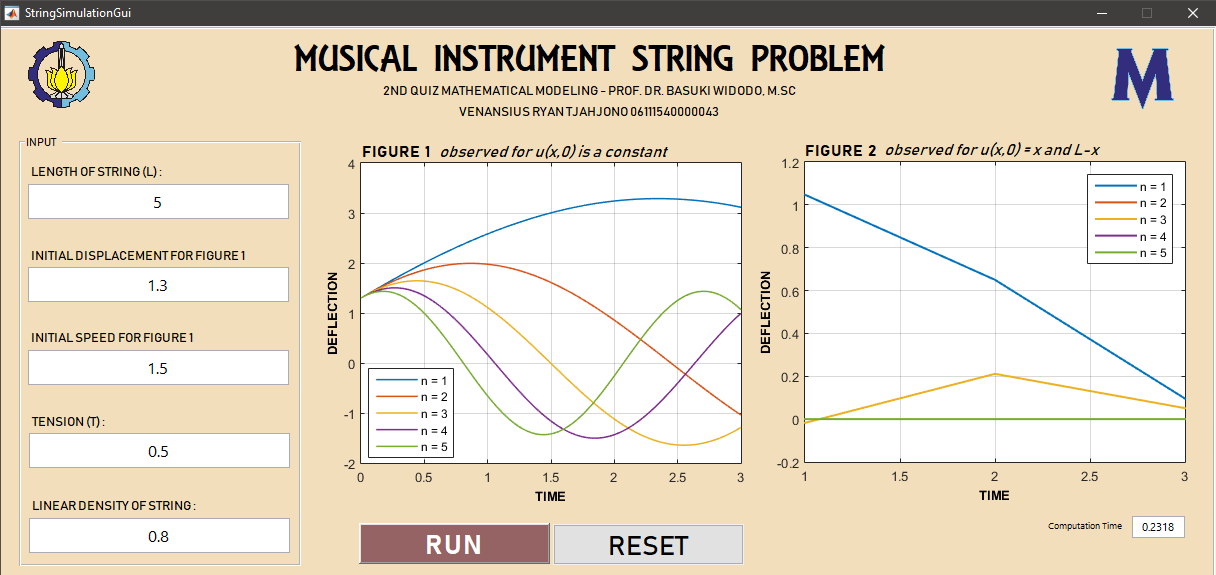 StringSimulationGui
MUSICAL INSTRUMENT STRING PROBLEM
2ND QUIZ MATHEMATICAL MODELING - PROF. DR. BASUKI WIDODO, M.SC
VENANSIUS RYAN TJAHJONO 06111540000043
M
INPUT
LENGTH OF STRING (L) :
5
INITIAL DISPLACEMENT FOR FIGURE 1
1.3
INITIAL SPEED FOR FIGURE 1
1.5
TENSION (T) :
0.5
LINEAR DENSITY OF STRING :
0.8
FIGURE 1 observed for u(x,0) is a constant
4
3
2
1
0
-1
-2
DEFLECTION
n = 1
n = 2
n = 3
n = 4
n = 5
0 0.5 1 1.5 2 2.5 3
TIME
FIGURE 2 observed for u(x,0) = x and L-x
1.2
1
0.8
0.6
0.4
0.2
0
-0.2
DEFLECTION
n = 1
n = 2
n = 3
n = 4
n = 5
1 1.5 2 2.5 3
TIME
RUN
RESET
Computation Time 0.2318